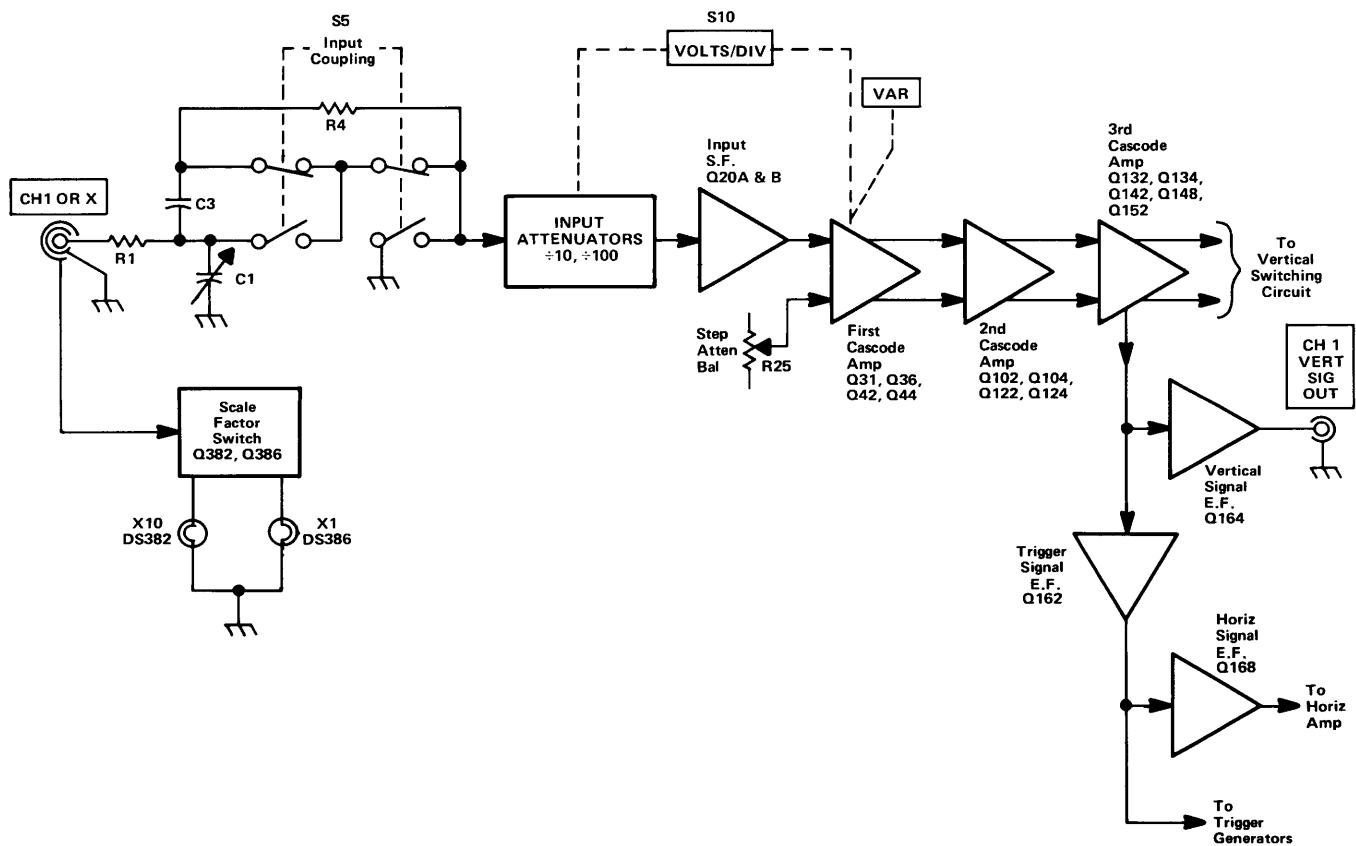 S5
Input
Coupling
S10
VOLTS/DIV
VAR
R4
CH1 OR X
C3
R1
C1
INPUT
ATTENUATORS
÷10, ÷100
Input
S.F.
Q20A & B
3rd
Cascode
Amp
Q132, Q134,
Q142, Q148,
Q152
To
Vertical
Switching
Circuit
Step
Atten
Bal
R25
First
Cascode
Amp
Q31, Q36,
Q42, Q44
2nd
Cascode
Amp
Q102, Q104,
Q122, Q124
CH 1
VERT
SIG
OUT
Scale
Factor
Switch
Q382, Q386
X10
DS382
X1
DS386
Vertical
Signal
E.F.
Q164
Trigger
Signal
E.F.
Q162
Horiz
Signal
E.F.
Q168
To
Horiz
Amp
To
Trigger
Generators